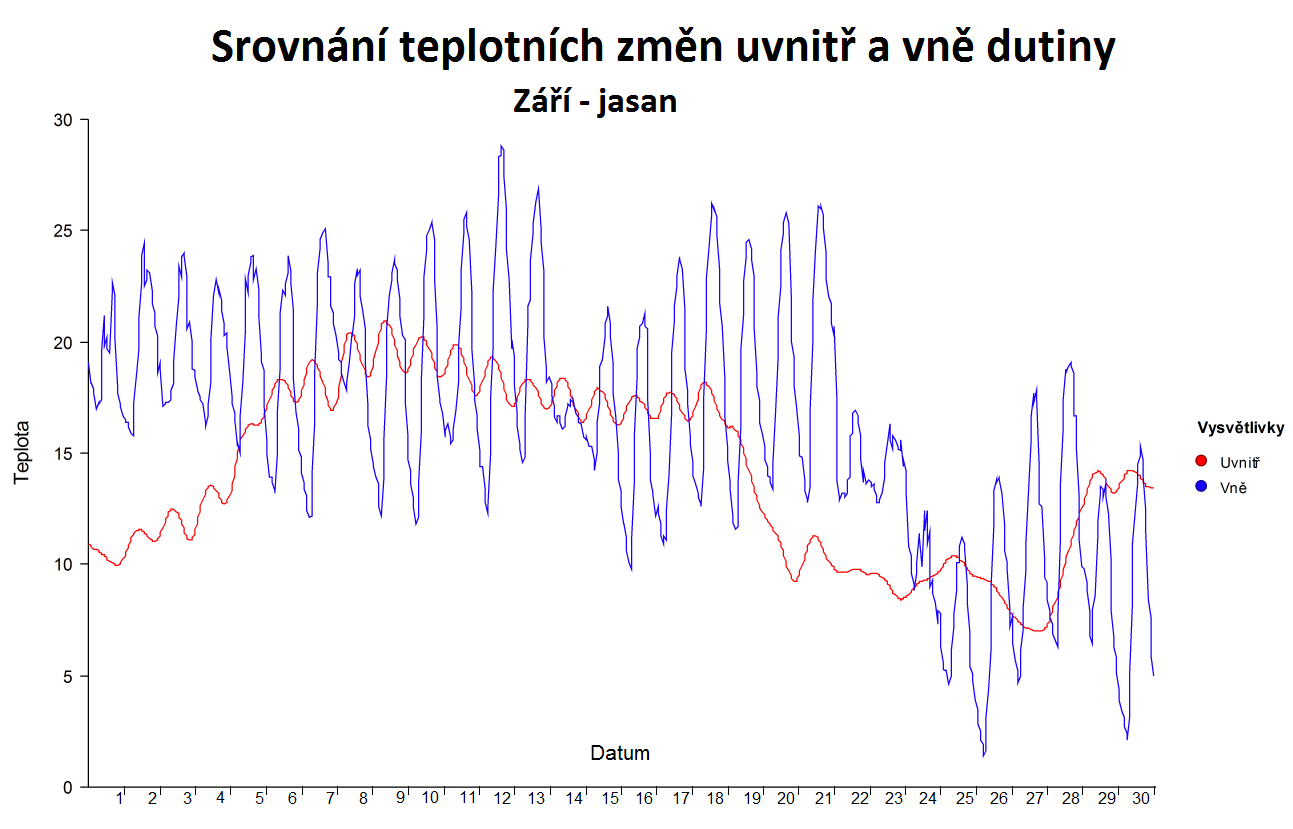 Srovnání teplotních změn uvnitř a vně dutiny
Září - jasan
30
25
20
15
10
5
0
Teplota
Datum
1 2 3 4 5 6 7 8 9 10 11 12 13 14 15 16 17 18 19 20 21 22 23 24 25 26 27 28 29 30
Vysvětlivky
Uvnitř
Vně